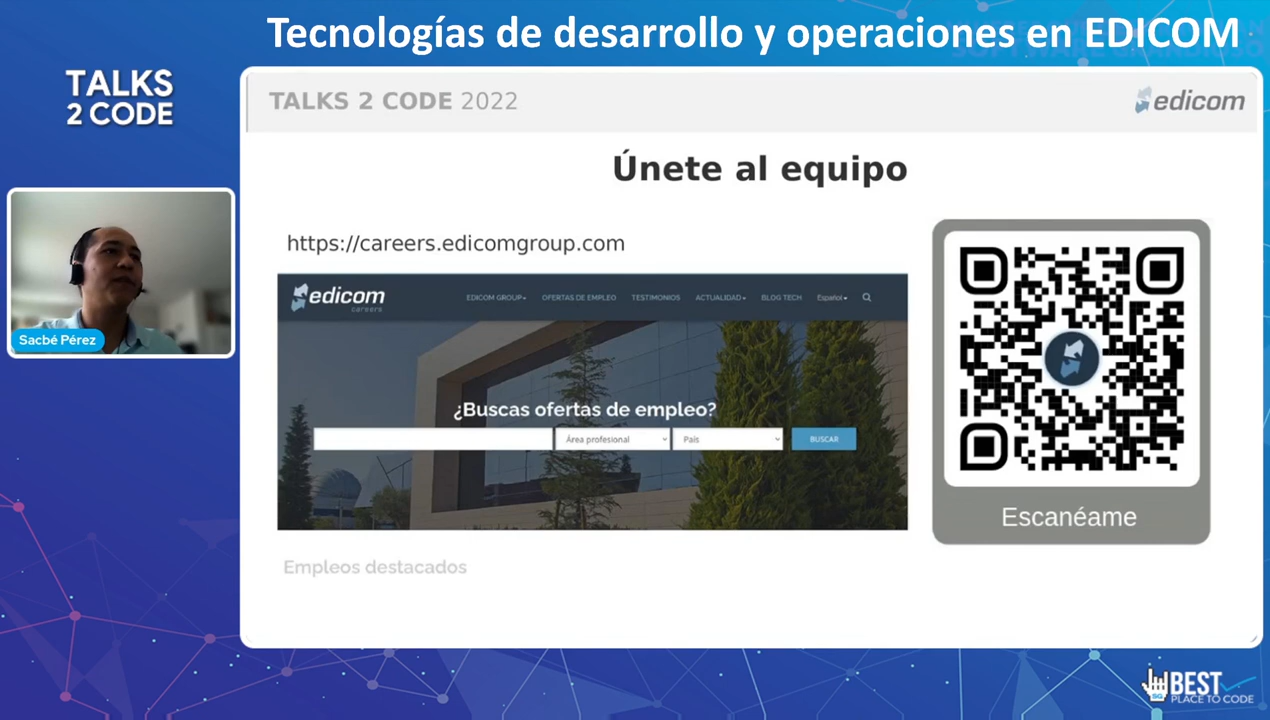 Tecnologías de desarrollo y operaciones en EDICOM
TALKS
2 CODE
TALKS 2 CODE 2022
edicom
Únete al equipo
https://careers.edicomgroup.com
edicom
careers
EDICOM GROUP
OFERTAS DE EMPLEO
TESTIMONIOS
ACTUALIDAD
BLOG TECH
Español
¿Buscas ofertas de empleo?
Área profesional
País
BUSCAR
Empleos destacados
Escanéame
Sacbé Pérez
SG
BEST
PLACE TO CODE